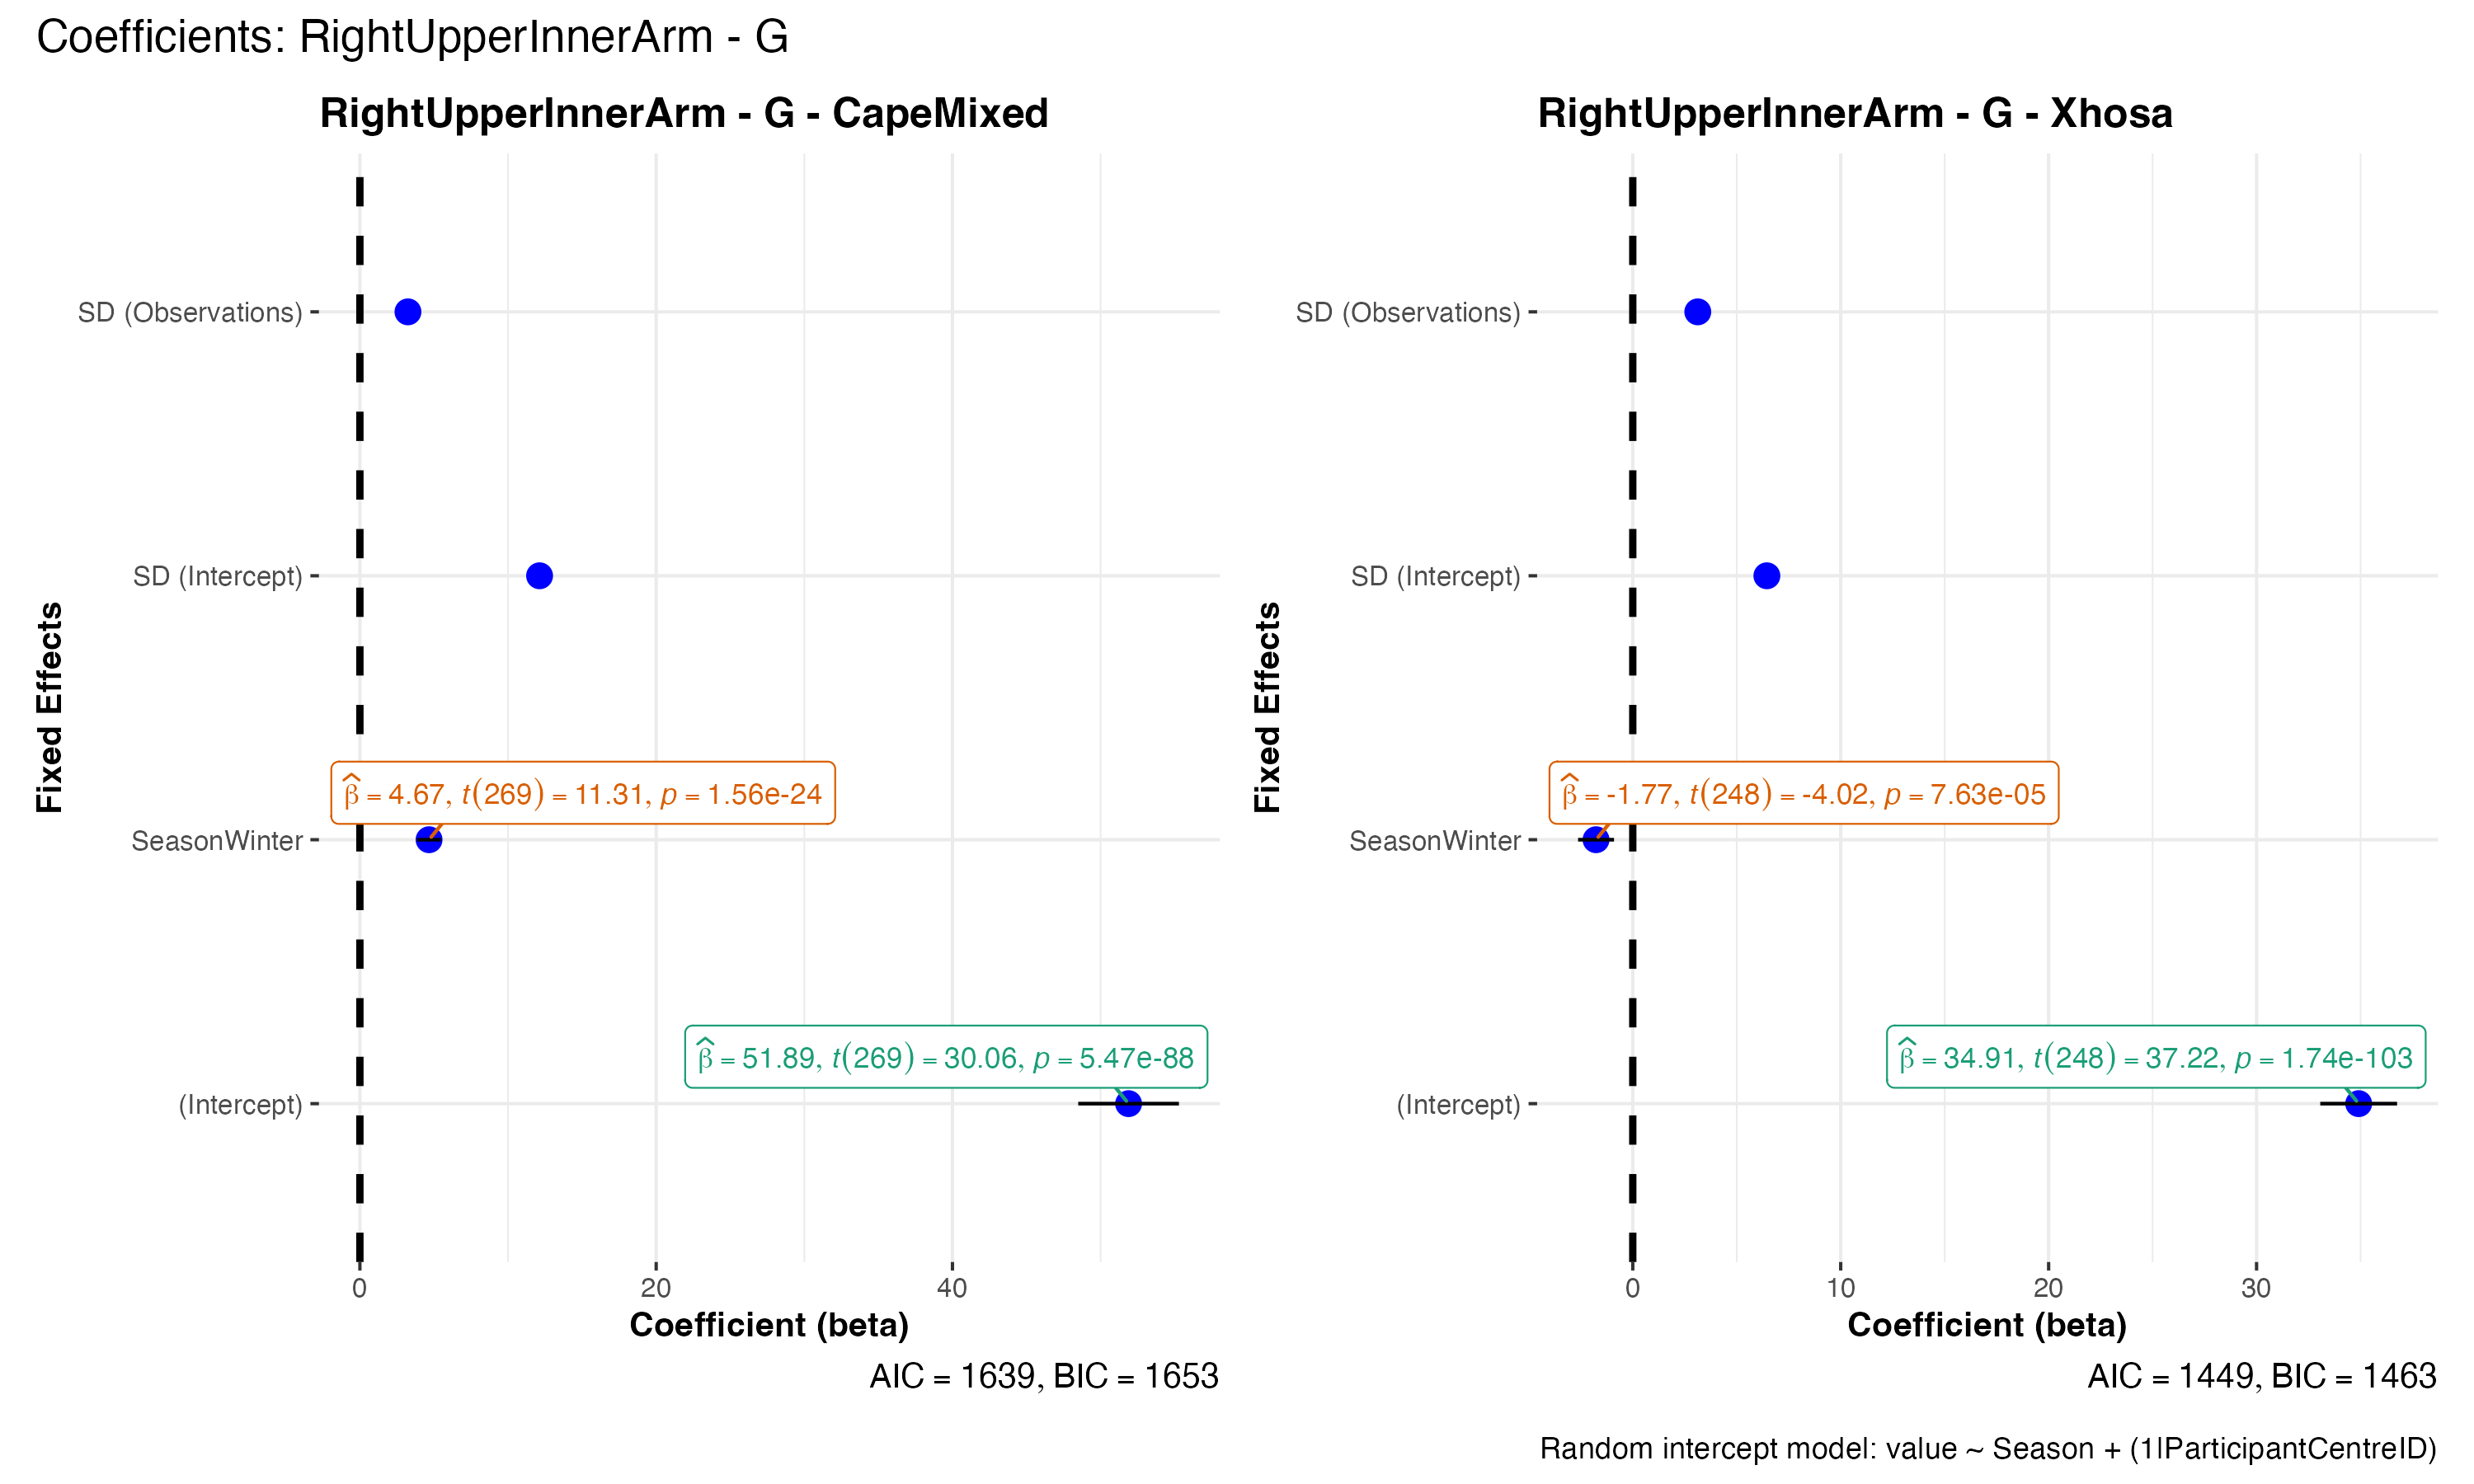 Coefficients: RightUpperInnerArm - G
RightUpperInnerArm - G - CapeMixed
Fixed Effects
SD (Observations)
SD (Intercept)
SeasonWinter
(Intercept)
β̂ = 4.67, t(269) = 11.31, p = 1.56e-24
β̂ = 51.89, t(269) = 30.06, p = 5.47e-88
0 20 40
Coefficient (beta)
AIC = 1639, BIC = 1653
RightUpperInnerArm - G - Xhosa
Fixed Effects
SD (Observations)
SD (Intercept)
SeasonWinter
(Intercept)
β̂ = -1.77, t(248) = -4.02, p = 7.63e-05
β̂ = 34.91, t(248) = 37.22, p = 1.74e-103
0 10 20 30
Coefficient (beta)
AIC = 1449, BIC = 1463
Random intercept model: value ~ Season + (1|ParticipantCentreID)